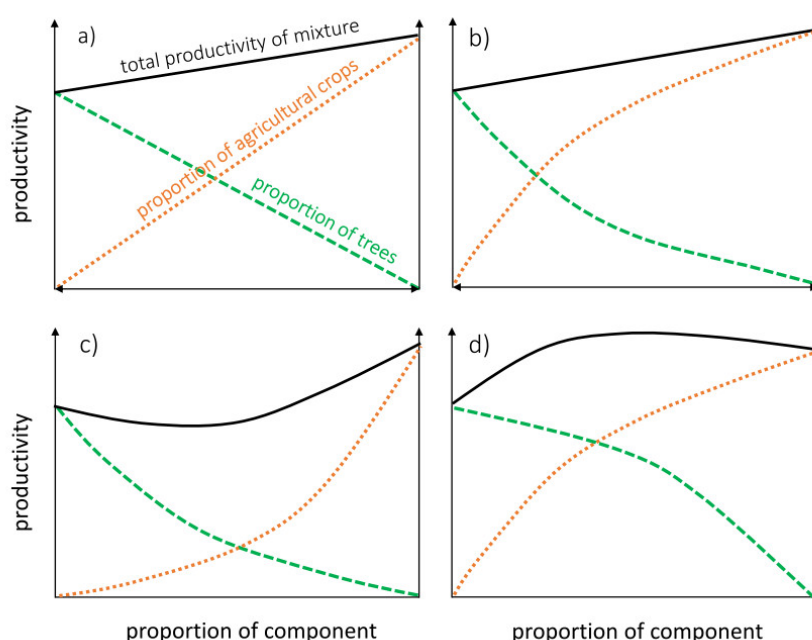 a)
total productivity of mixture
proportion of agricultural crops
proportion of trees
productivity
b)
c)
productivity
proportion of component
d)
proportion of component